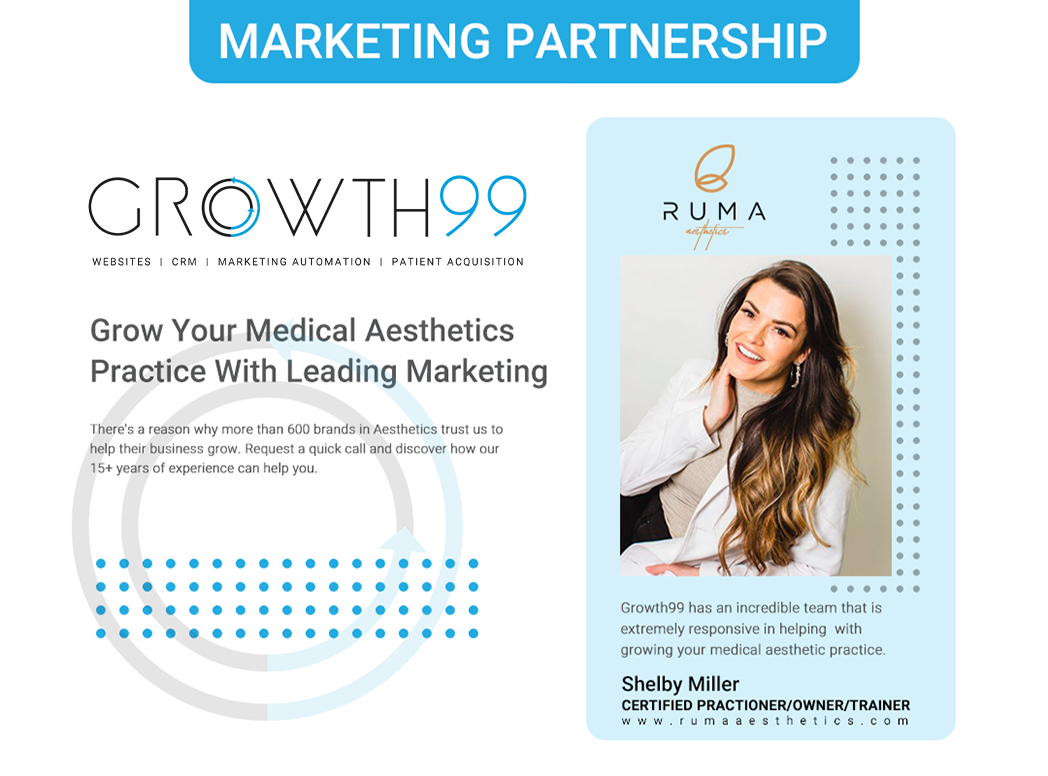 MARKETING PARTNERSHIP
GROWTH99
WEBSITES | CRM | MARKETING AUTOMATION | PATIENT ACQUISITION
Grow Your Medical Aesthetics
Practice With Leading Marketing
There's a reason why more than 600 brands in Aesthetics trust us to
help their business grow. Request a quick call and discover how our
15+ years of experience can help you.
RUMA
aesthetics
Growth99 has an incredible team that is
extremely responsive in helping with
growing your medical aesthetic practice.
Shelby Miller
CERTIFIED PRACTIONER/OWNER/TRAINER
www.rumaaesthetics.com